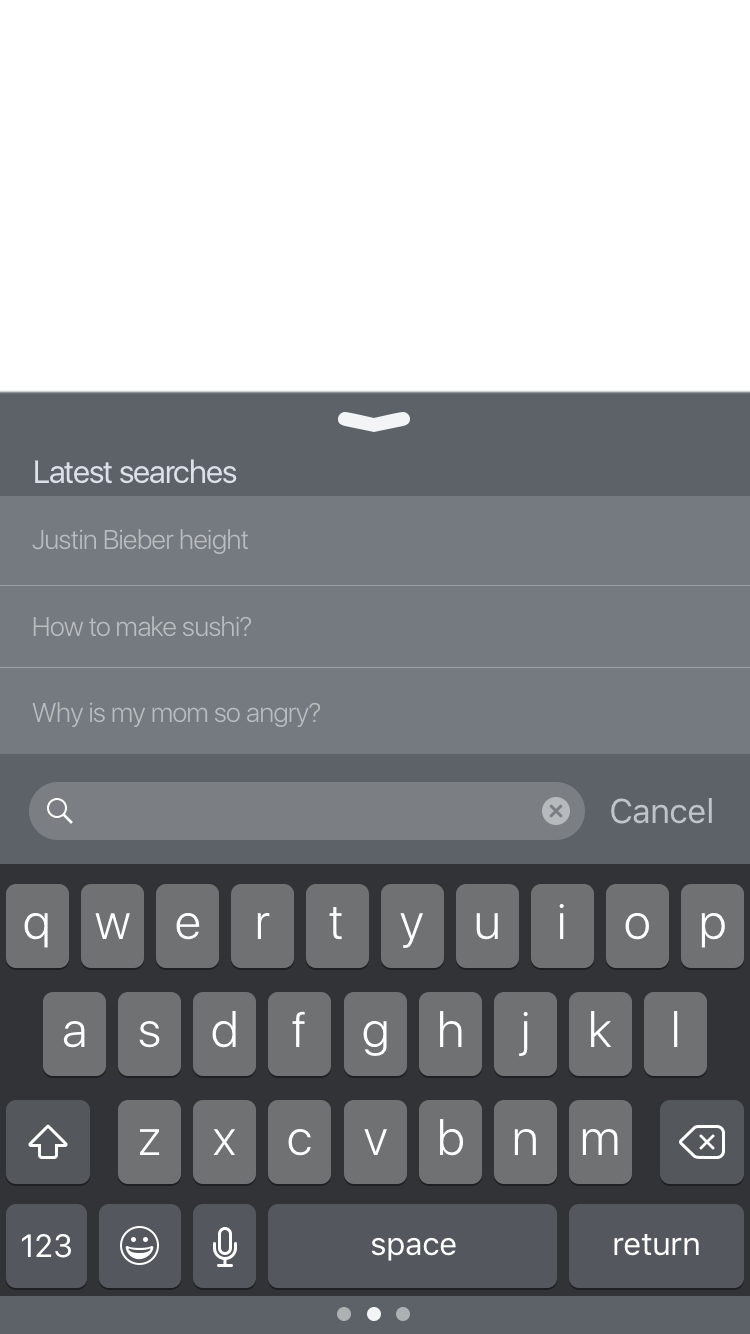 Latest searches
Justin Bieber height
How to make sushi?
Why is my mom so angry?
Cancel
q w e r t y u i o p
a s d f g h j k l
z x c v b n m
123 space return